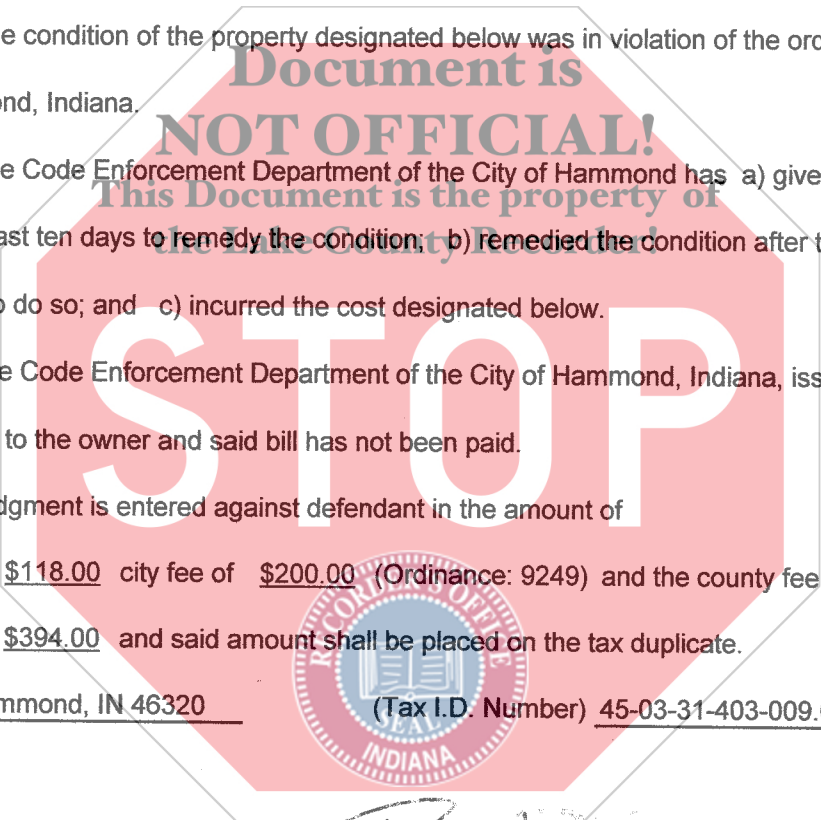 e condition of the property designated below was in violation of the ord
Document is
nd, Indiana.
NOT OFFICIAL!
e Code Enforcement Department of the City of Hammond has a) give
This Document is the property of
ast ten days to remedy the condition; b) remedied the condition after t
the Lake County Recorder!
o do so; and c) incurred the cost designated below.
STOP
e Code Enforcement Department of the City of Hammond, Indiana, iss
to the owner and said bill has not been paid.
dgment is entered against defendant in the amount of
$118.00 city fee of $200.00 (Ordinance: 9249) and the county fee
$394.00 and said amount shall be placed on the tax duplicate.
mmond, IN 46320 (Tax I.D. Number) 45-03-31-403-009.
RECORDER'S OFFICE
SEAL
INDIANA